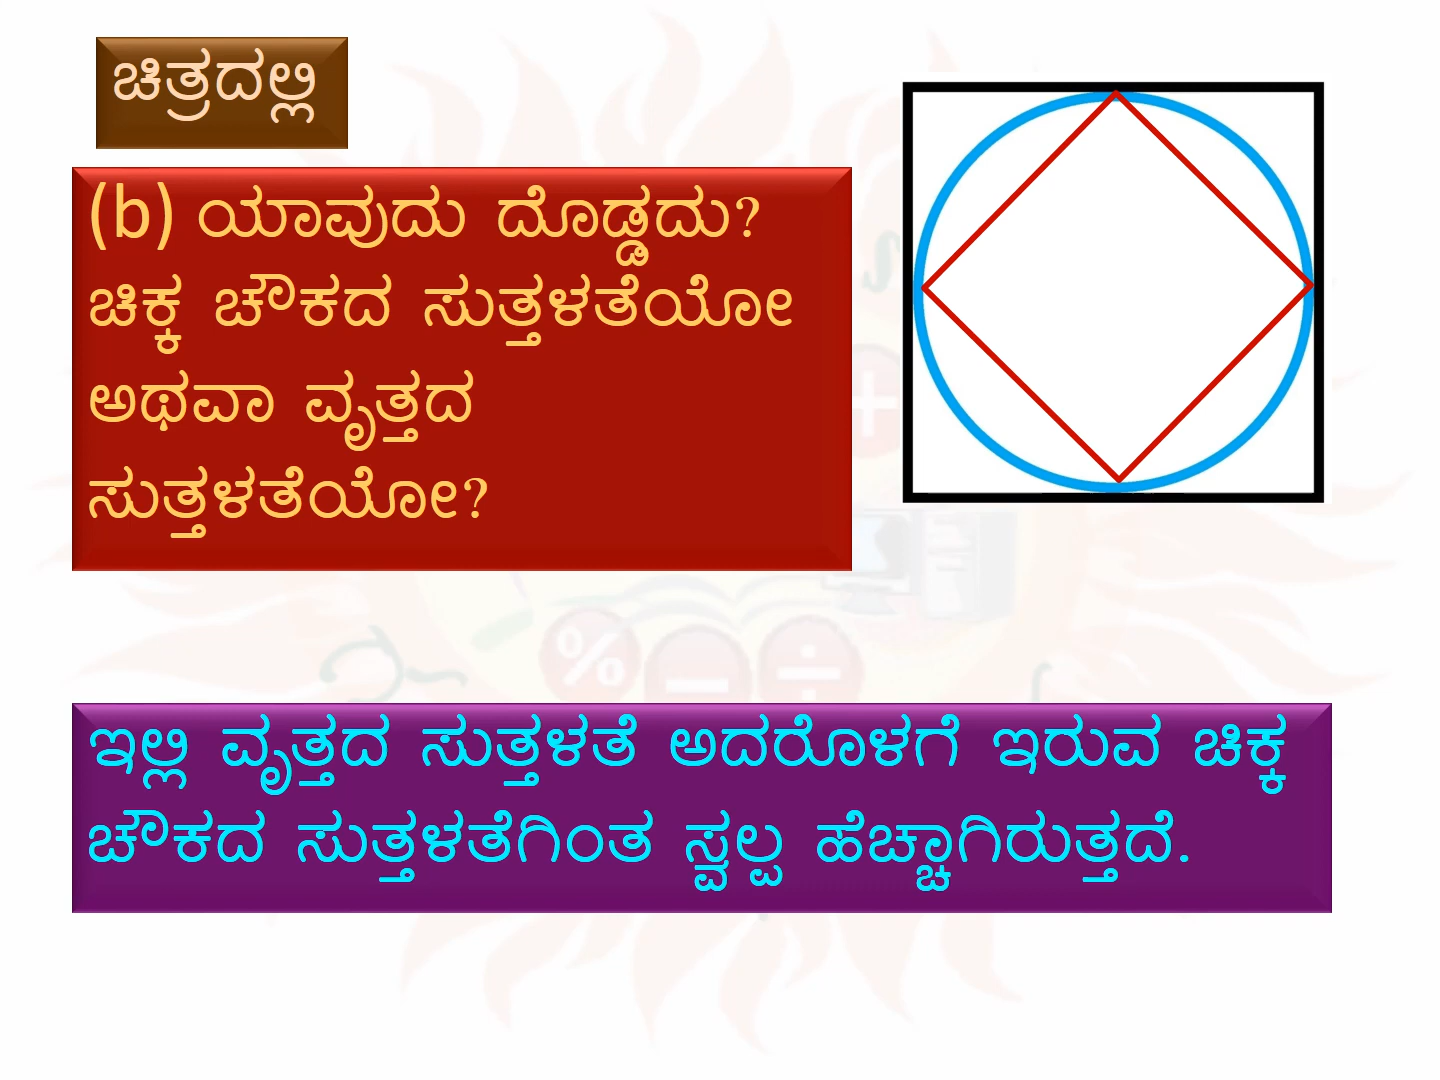 ಚಿತ್ರದಲ್ಲಿ
(b) ಯಾವುದು ದೊಡ್ಡದು?
ಚಿಕ್ಕ ಚೌಕದ ಸುತ್ತಳತೆಯೋ
ಅಥವಾ ವೃತ್ತದ
ಸುತ್ತಳತೆಯೋ?
ಇಲ್ಲಿ ವೃತ್ತದ ಸುತ್ತಳತೆ ಅದರೊಳಗೆ ಇರುವ ಚಿಕ್ಕ
ಚೌಕದ ಸುತ್ತಳತೆಗಿಂತ ಸ್ವಲ್ಪ ಹೆಚ್ಚಾಗಿರುತ್ತದೆ.